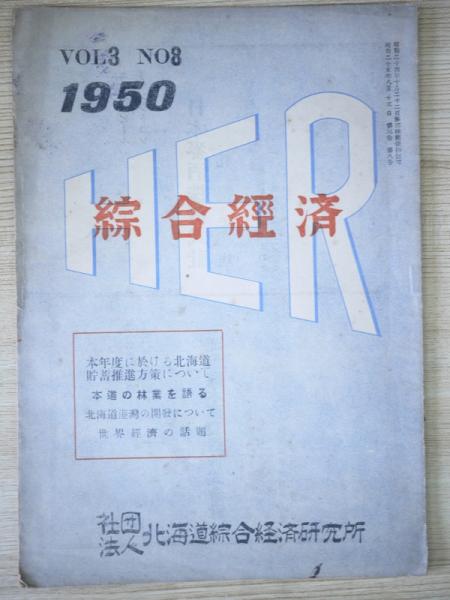 VOL3 NO8
1950
HER
綜合經済
本年度に於ける北海道
貯蓄推進方策について
本道の林業を語る
北海道港灣の開發について
世界經済の話題
社団法人北海道綜合経済研究所